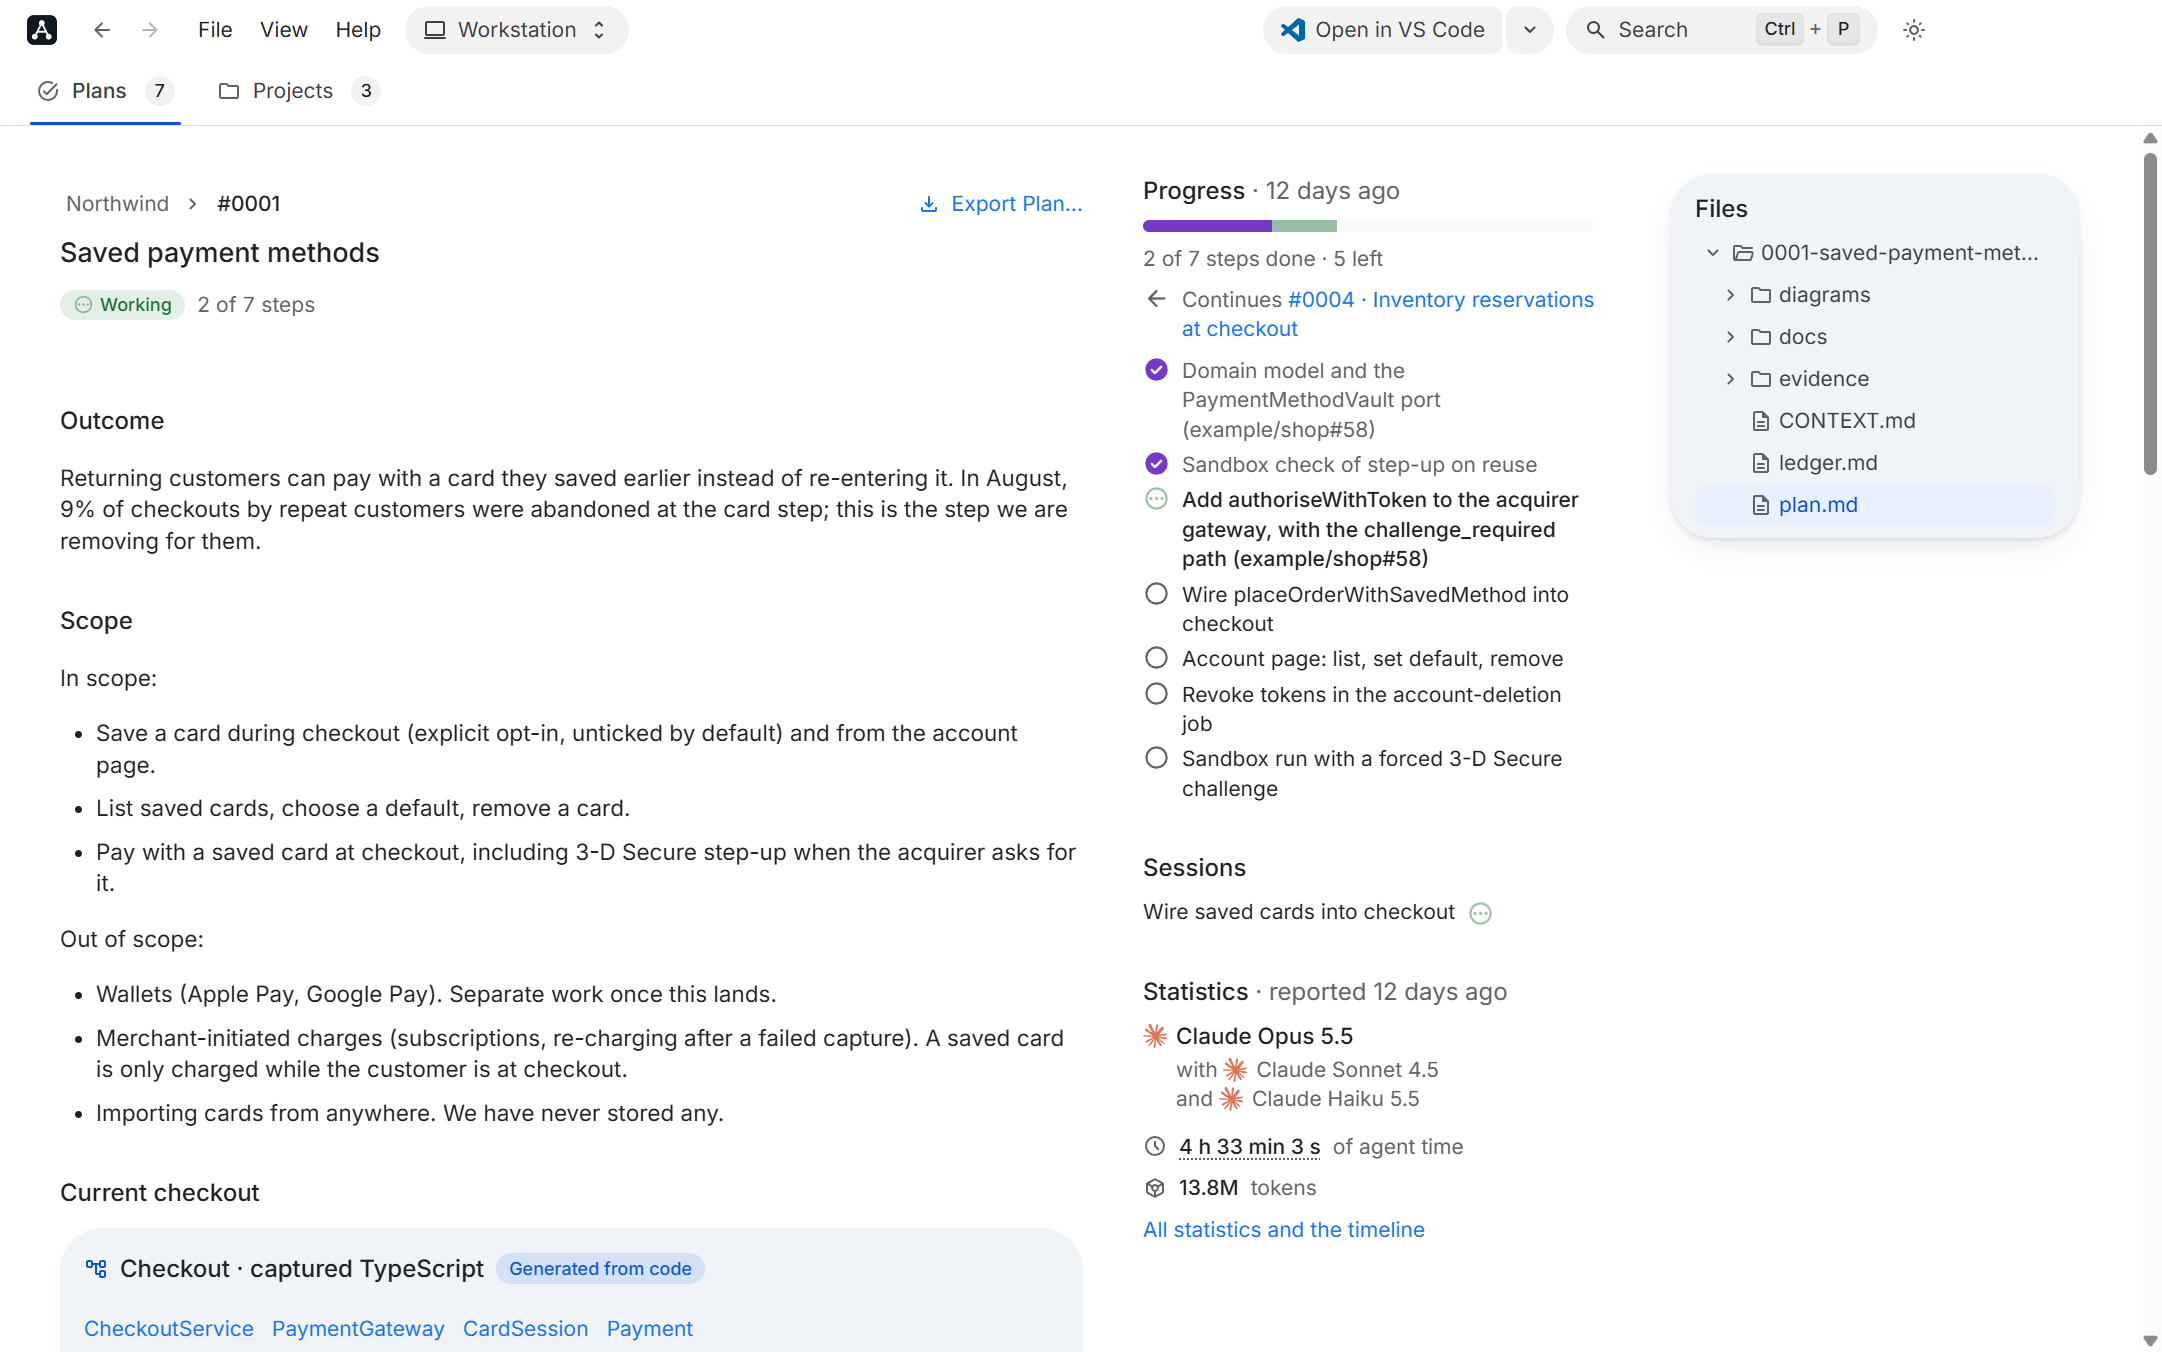 File View Help Workstation Open in VS Code Search Ctrl + P
Plans 7 Projects 3
Northwind #0001
Export Plan...
Saved payment methods
Working 2 of 7 steps
Outcome
Returning customers can pay with a card they saved earlier instead of re-entering it. In August,
9% of checkouts by repeat customers were abandoned at the card step; this is the step we are
removing for them.
Scope
In scope:
Save a card during checkout (explicit opt-in, unticked by default) and from the account
page.
List saved cards, choose a default, remove a card.
Pay with a saved card at checkout, including 3-D Secure step-up when the acquirer asks for
it.
Out of scope:
Wallets (Apple Pay, Google Pay). Separate work once this lands.
Merchant-initiated charges (subscriptions, re-charging after a failed capture). A saved card
is only charged while the customer is at checkout.
Importing cards from anywhere. We have never stored any.
Current checkout
Checkout · captured TypeScript Generated from code
CheckoutService PaymentGateway CardSession Payment
Progress · 12 days ago
2 of 7 steps done · 5 left
Continues #0004 · Inventory reservations
at checkout
Domain model and the
PaymentMethodVault port
(example/shop#58)
Sandbox check of step-up on reuse
Add authoriseWithToken to the acquirer
gateway, with the challenge_required
path (example/shop#58)
Wire placeOrderWithSavedMethod into
checkout
Account page: list, set default, remove
Revoke tokens in the account-deletion
job
Sandbox run with a forced 3-D Secure
challenge
Sessions
Wire saved cards into checkout
Statistics · reported 12 days ago
Claude Opus 5.5
with Claude Sonnet 4.5
and Claude Haiku 5.5
4 h 33 min 3 s of agent time
13.8M tokens
All statistics and the timeline
Files
0001-saved-payment-met...
diagrams
docs
evidence
CONTEXT.md
ledger.md
plan.md